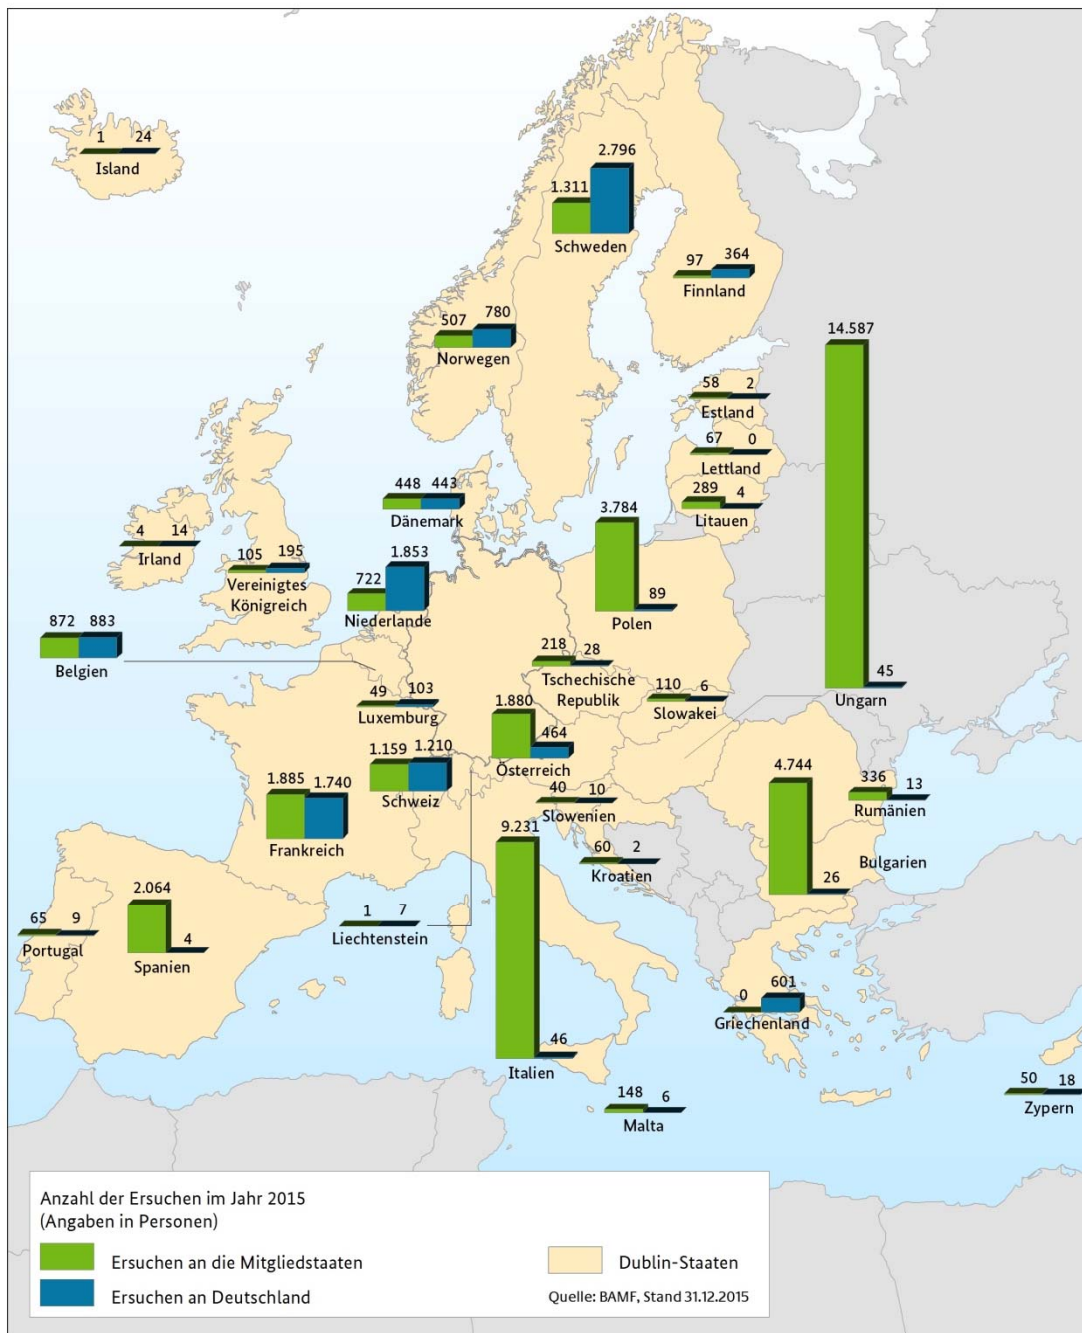 1 24
Island
1.311 2.796
Schweden
97 364
Finnland
507 780
Norwegen
14.587 45
Ungarn
58 2
Estland
67 0
Lettland
289 4
Litauen
448 443
Dänemark
4 14
Irland
105 195
Vereinigtes
Königreich
722 1.853
Niederlande
3.784 89
Polen
872 883
Belgien
218 28
Tschechische
Republik
110 6
Slowakei
49 103
Luxemburg
1.880 464
Österreich
1.159 1.210
Schweiz
1.885 1.740
Frankreich
40 10
Slowenien
4.744 26
Bulgarien
336 13
Rumänien
60 2
Kroatien
9.231 46
Italien
65 9
Portugal
2.064 4
Spanien
1 7
Liechtenstein
0 601
Griechenland
148 6
Malta
50 18
Zypern
Anzahl der Ersuchen im Jahr 2015
(Angaben in Personen)
Ersuchen an die Mitgliedstaaten
Ersuchen an Deutschland
Dublin-Staaten
Quelle: BAMF, Stand 31.12.2015